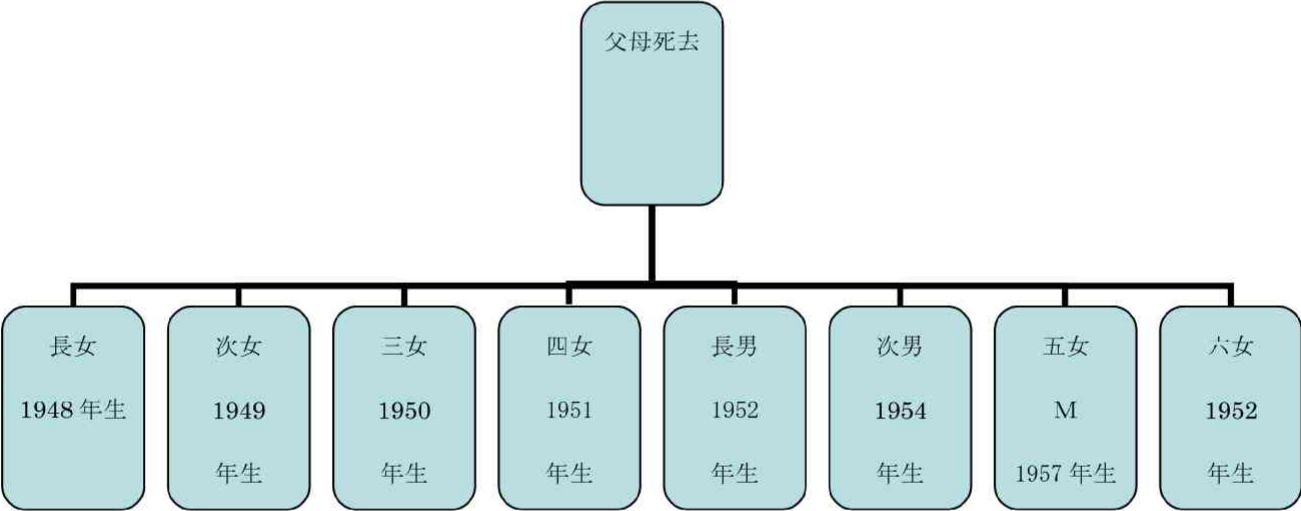 父母死去
長女
1948 年生
次女
1949
年生
三女
1950
年生
四女
1951
年生
長男
1952
年生
次男
1954
年生
五女
M
1957 年生
六女
1952
年生